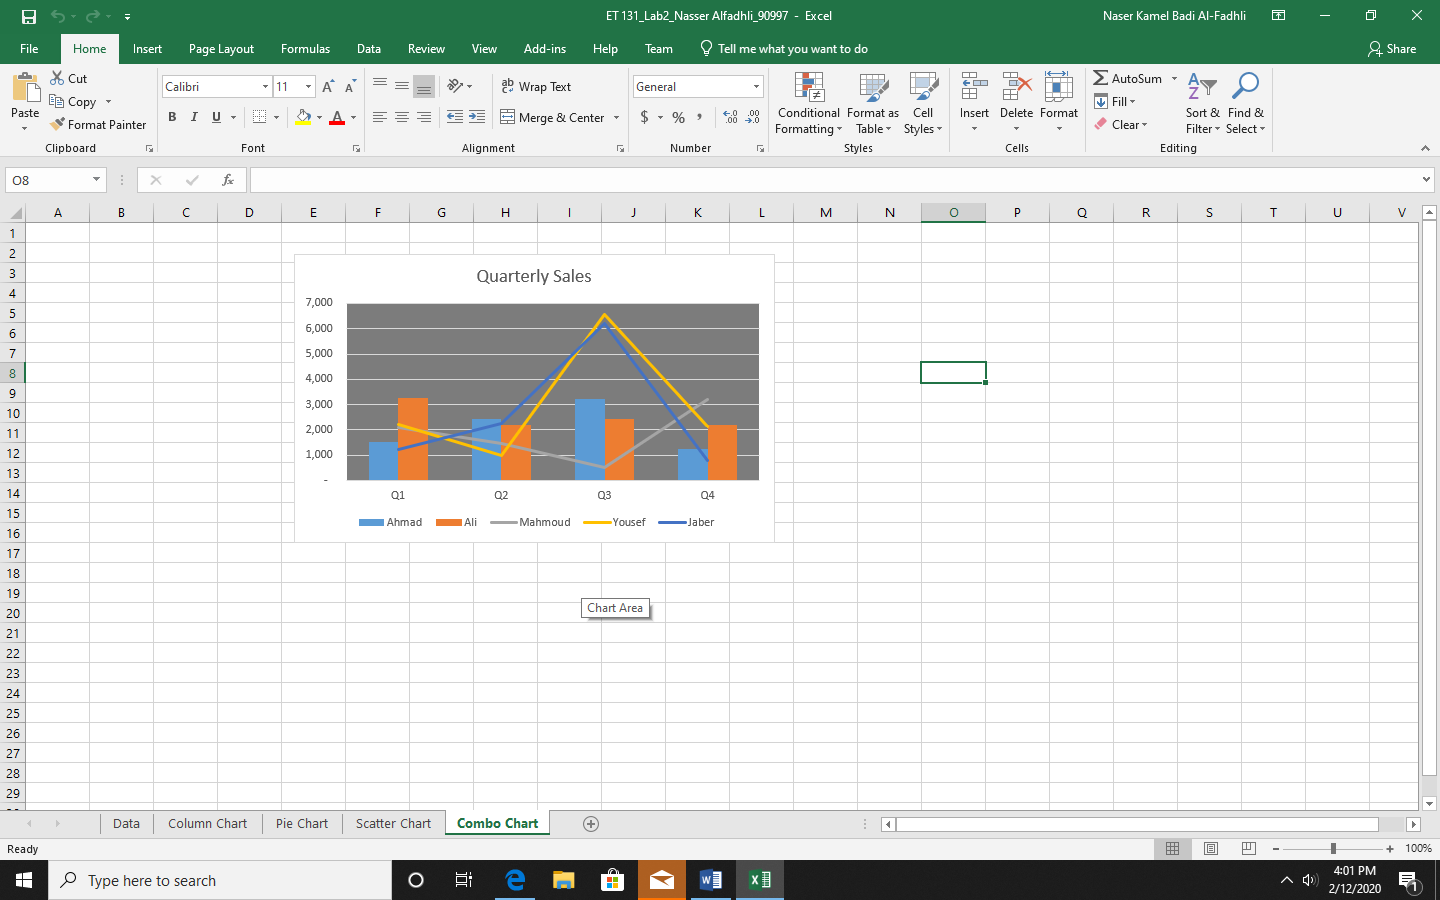 ET 131_Lab2_Nasser Alfadhli_90997 - Excel
Naser Kamel Badi Al-Fadhli
File Home Insert Page Layout Formulas Data Review View Add-ins Help Team Tell me what you want to do Share
Paste
Cut
Copy
Format Painter
Clipboard
Calibri 11
B I U
Font
Wrap Text
Merge & Center
Alignment
General
$ % ,
Number
Conditional Formatting
Format as Table
Cell Styles
Styles
Insert Delete Format
Cells
AutoSum
Fill
Clear
Sort & Filter
Find & Select
Editing
O8
fx
A B C D E F G H I J K L M N O P Q R S T U V
1
2
3
4
5
6
7
8
9
10
11
12
13
14
15
16
17
18
19
20
21
22
23
24
25
26
27
28
29
Quarterly Sales
7,000
6,000
5,000
4,000
3,000
2,000
1,000
-
Q1 Q2 Q3 Q4
Ahmad Ali Mahmoud Yousef Jaber
Chart Area
Data Column Chart Pie Chart Scatter Chart Combo Chart
Ready
100%
Type here to search
4:01 PM
2/12/2020
1